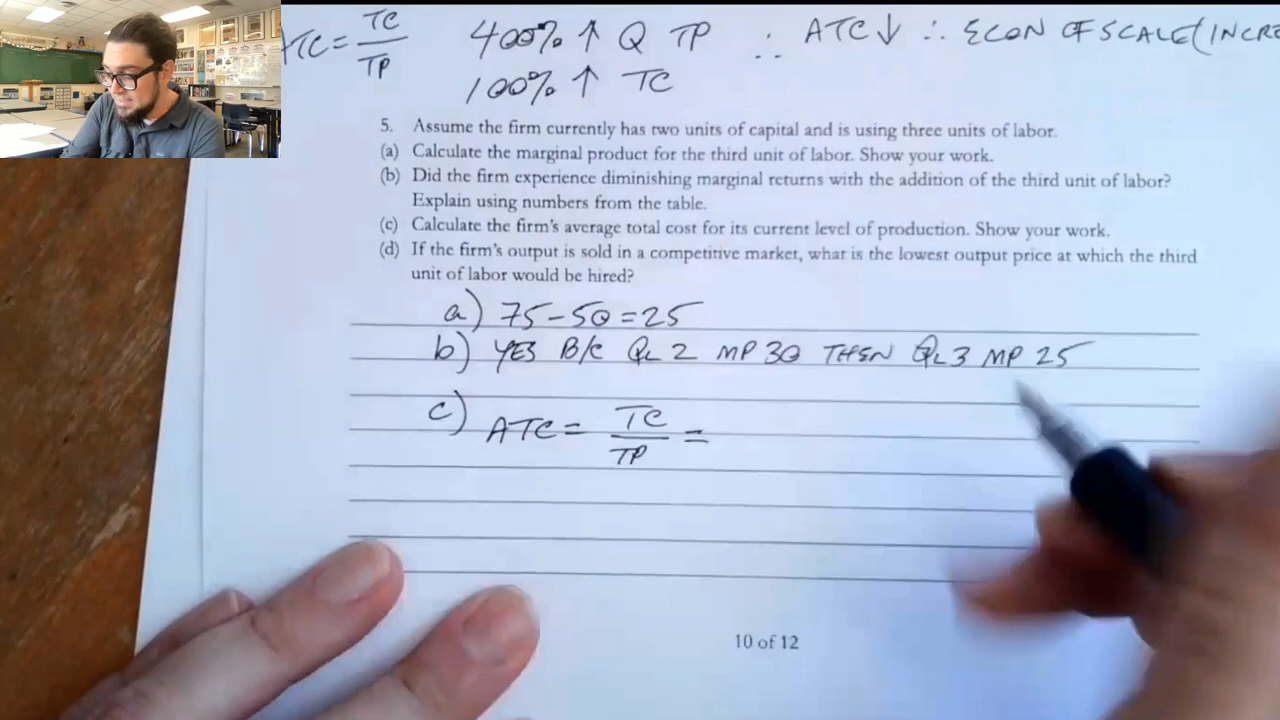 TC = TC/TP 400% ↑ Q TP ∴ ATC↓ ∴ ECON OF SCALE (INCRE
100% ↑ TC
5. Assume the firm currently has two units of capital and is using three units of labor.
(a) Calculate the marginal product for the third unit of labor. Show your work.
(b) Did the firm experience diminishing marginal returns with the addition of the third unit of labor?
Explain using numbers from the table.
(c) Calculate the firm's average total cost for its current level of production. Show your work.
(d) If the firm's output is sold in a competitive market, what is the lowest output price at which the third
unit of labor would be hired?
a) 75-50=25
b) YES B/C QL 2 MP 30 THEN QL 3 MP 25
c) ATC = TC/TP =
10 of 12